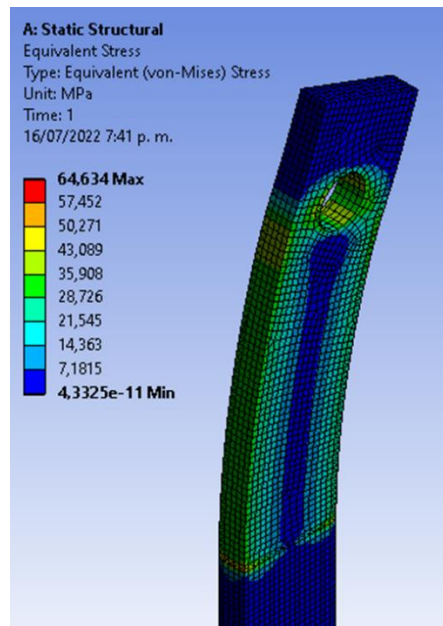 A: Static Structural
Equivalent Stress
Type: Equivalent (von-Mises) Stress
Unit: MPa
Time: 1
16/07/2022 7:41 p. m.
64,634 Max
57,452
50,271
43,089
35,908
28,726
21,545
14,363
7,1815
4,3325e-11 Min